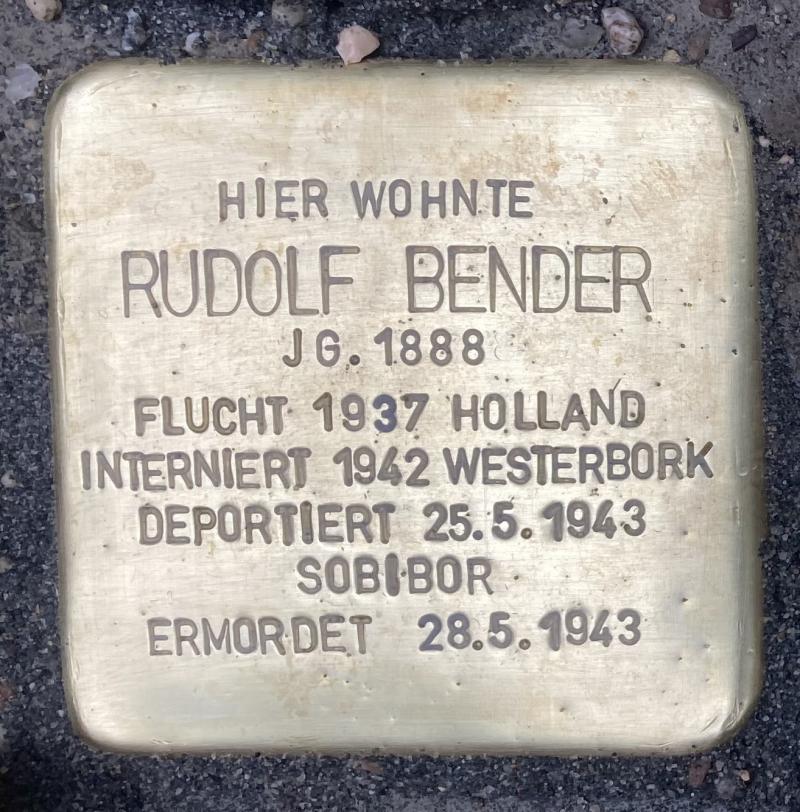 HIER WOHNTE
RUDOLF BENDER
JG. 1888
FLUCHT 1937 HOLLAND
INTERNIERT 1942 WESTERBORK
DEPORTIERT 25.5.1943
SOBIBOR
ERMORDET 28.5.1943